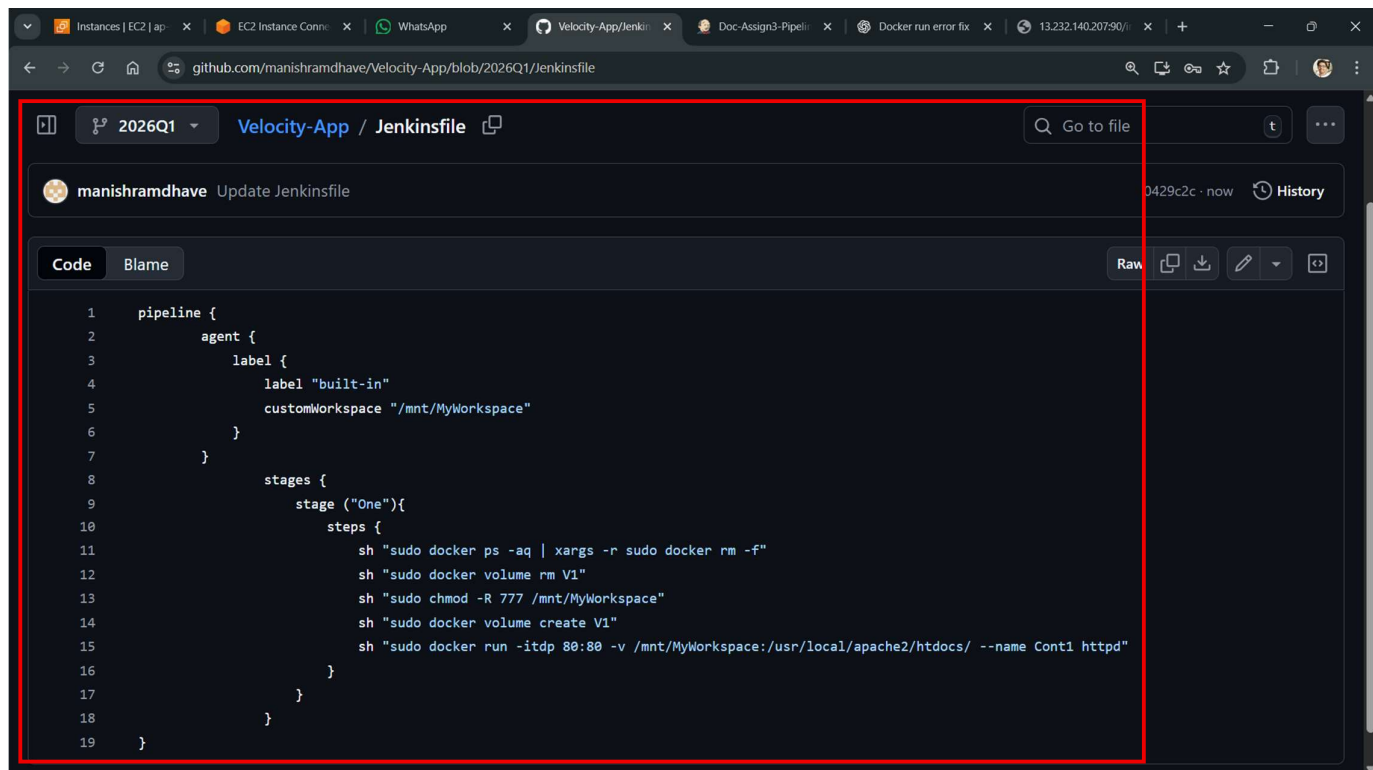 Instances | EC2 | ap- EC2 Instance Conne WhatsApp Velocity-App/Jenkin Doc-Assign3-Pipelin Docker run error fix 13.232.140.207:90/i
github.com/manishramdhave/Velocity-App/blob/2026Q1/Jenkinsfile
2026Q1 Velocity-App / Jenkinsfile Go to file t
manishramdhave Update Jenkinsfile 0429c2c · now History
Code Blame Raw
1 pipeline {
2 agent {
3 label {
4 label "built-in"
5 customWorkspace "/mnt/MyWorkspace"
6 }
7 }
8 stages {
9 stage ("One"){
10 steps {
11 sh "sudo docker ps -aq | xargs -r sudo docker rm -f"
12 sh "sudo docker volume rm V1"
13 sh "sudo chmod -R 777 /mnt/MyWorkspace"
14 sh "sudo docker volume create V1"
15 sh "sudo docker run -itdp 80:80 -v /mnt/MyWorkspace:/usr/local/apache2/htdocs/ --name Cont1 httpd"
16 }
17 }
18 }
19 }